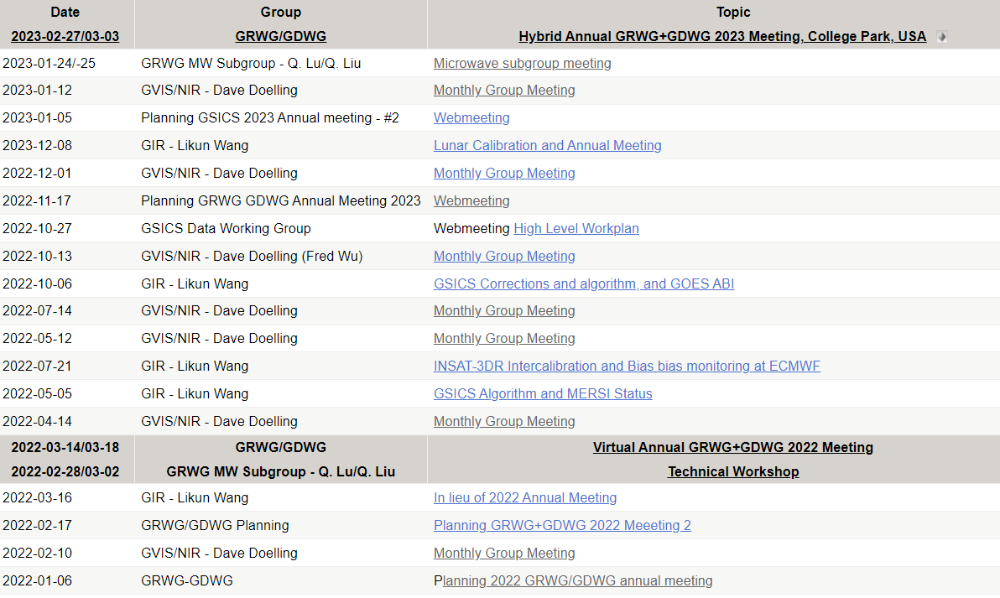 Date Group Topic
2023-02-27/03-03 GRWG/GDWG Hybrid Annual GRWG+GDWG 2023 Meeting, College Park, USA
2023-01-24/-25 GRWG MW Subgroup - Q. Lu/Q. Liu Microwave subgroup meeting
2023-01-12 GVIS/NIR - Dave Doelling Monthly Group Meeting
2023-01-05 Planning GSICS 2023 Annual meeting - #2 Webmeeting
2023-12-08 GIR - Likun Wang Lunar Calibration and Annual Meeting
2022-12-01 GVIS/NIR - Dave Doelling Monthly Group Meeting
2022-11-17 Planning GRWG GDWG Annual Meeting 2023 Webmeeting
2022-10-27 GSICS Data Working Group Webmeeting High Level Workplan
2022-10-13 GVIS/NIR - Dave Doelling (Fred Wu) Monthly Group Meeting
2022-10-06 GIR - Likun Wang GSICS Corrections and algorithm, and GOES ABI
2022-07-14 GVIS/NIR - Dave Doelling Monthly Group Meeting
2022-05-12 GVIS/NIR - Dave Doelling Monthly Group Meeting
2022-07-21 GIR - Likun Wang INSAT-3DR Intercalibration and Bias bias monitoring at ECMWF
2022-05-05 GIR - Likun Wang GSICS Algorithm and MERSI Status
2022-04-14 GVIS/NIR - Dave Doelling Monthly Group Meeting
2022-03-14/03-18 GRWG/GDWG Virtual Annual GRWG+GDWG 2022 Meeting
2022-02-28/03-02 GRWG MW Subgroup - Q. Lu/Q. Liu Technical Workshop
2022-03-16 GIR - Likun Wang In lieu of 2022 Annual Meeting
2022-02-17 GRWG/GDWG Planning Planning GRWG+GDWG 2022 Meeeting 2
2022-02-10 GVIS/NIR - Dave Doelling Monthly Group Meeting
2022-01-06 GRWG-GDWG Planning 2022 GRWG/GDWG annual meeting